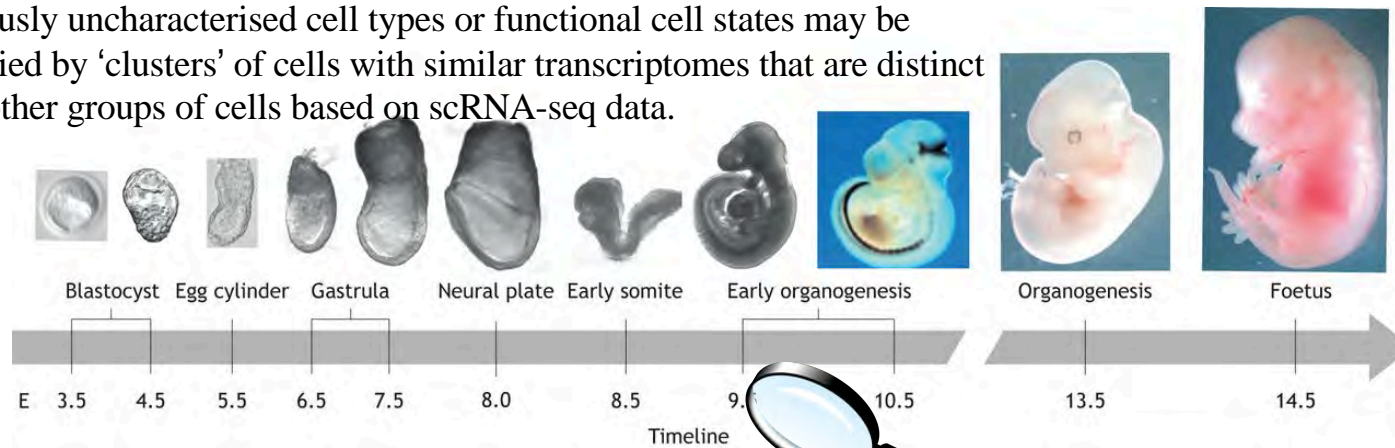 usly uncharacterised cell types or functional cell states may be
ied by ‘clusters’ of cells with similar transcriptomes that are distinct
other groups of cells based on scRNA-seq data.
Blastocyst Egg cylinder Gastrula Neural plate Early somite Early organogenesis Organogenesis Foetus
E 3.5 4.5 5.5 6.5 7.5 8.0 8.5 9. 10.5 13.5 14.5
Timeline